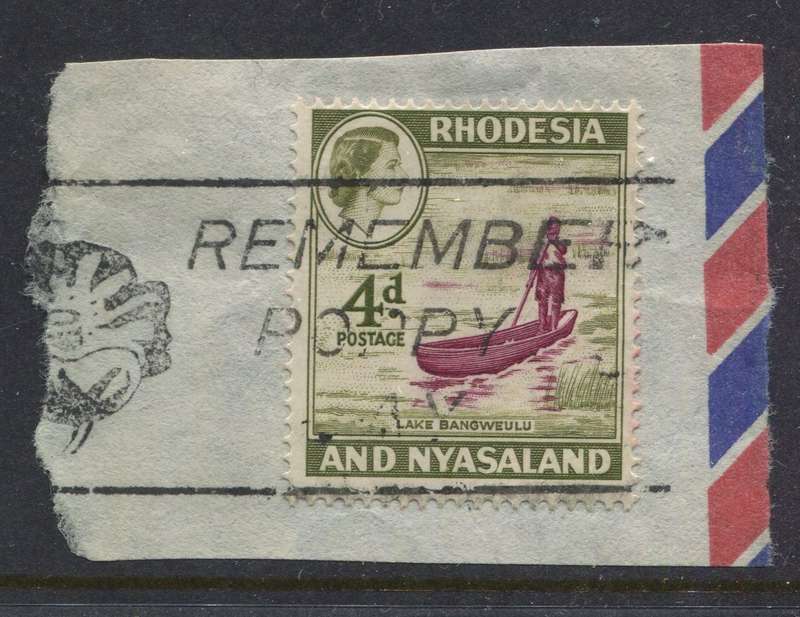 RHODESIA
REMEMBER
4d
POSTAGE
POPPY
LAKE BANGWEULU
AND NYASALAND